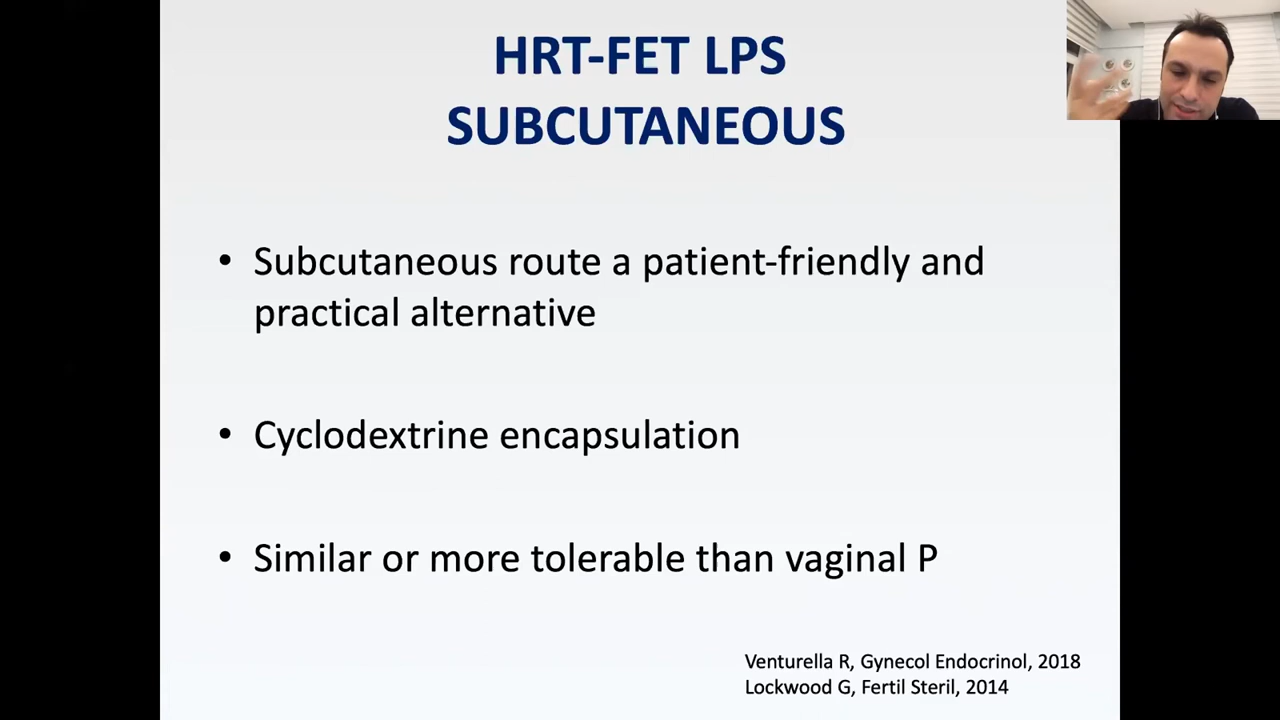 HRT-FET LPS
SUBCUTANEOUS
• Subcutaneous route a patient-friendly and
practical alternative
• Cyclodextrine encapsulation
• Similar or more tolerable than vaginal P
Venturella R, Gynecol Endocrinol, 2018
Lockwood G, Fertil Steril, 2014